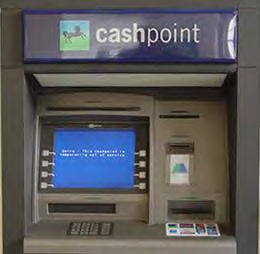 cashpoint
Sorry - This cashpoint is
temporarily out of service